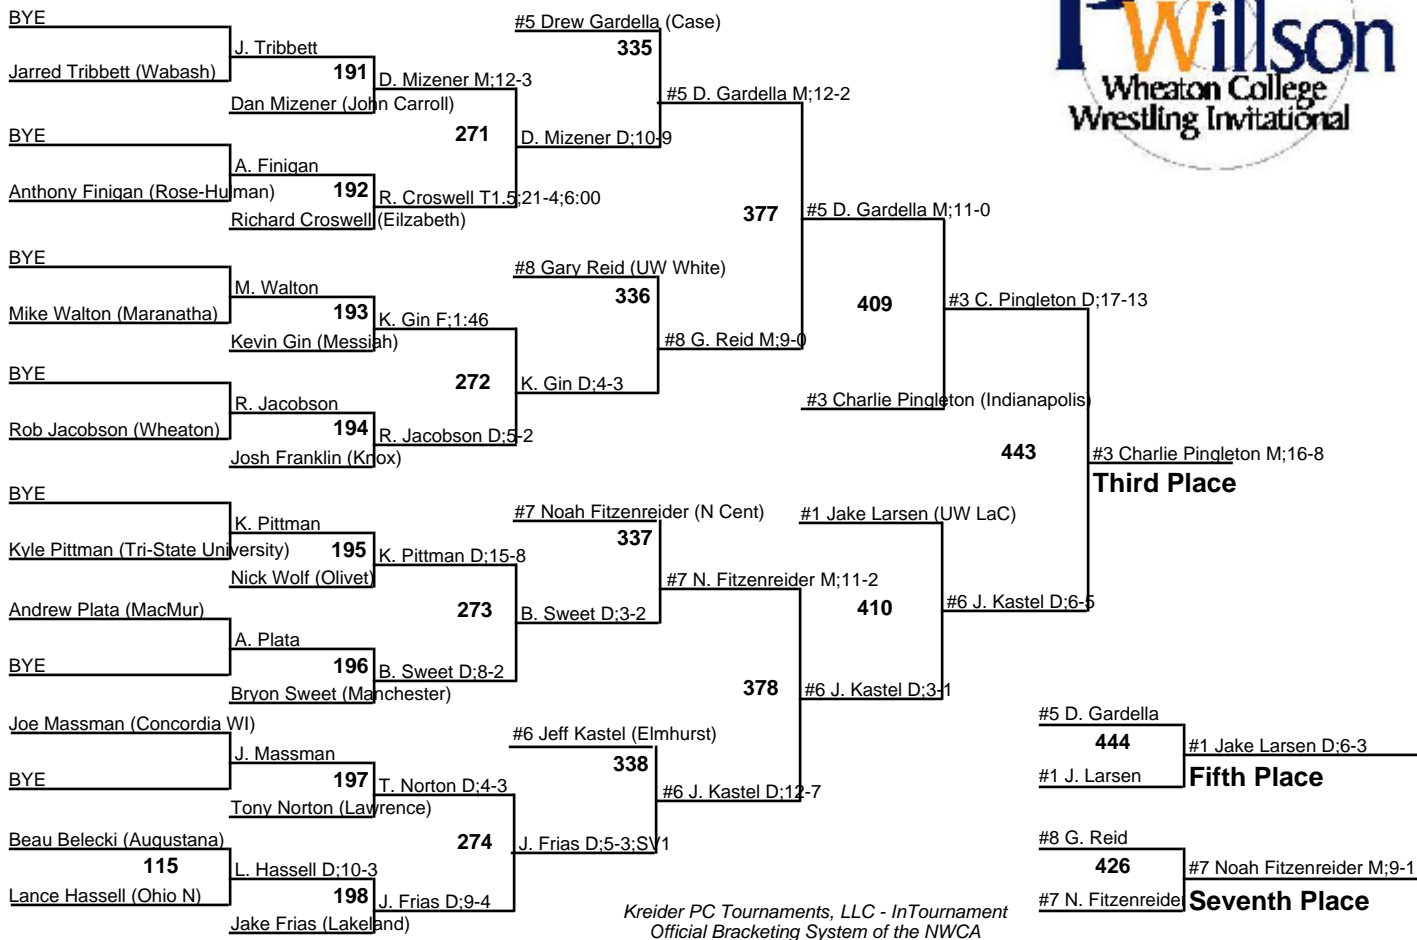 BYE
Jarred Tribbett (Wabash)
J. Tribbett
191
Dan Mizener (John Carroll)
D. Mizener M;12-3
BYE
Anthony Finigan (Rose-Hulman)
A. Finigan
192
Richard Croswell (Eilzabeth)
R. Croswell T1.5;21-4;6:00
271
D. Mizener D;10-9
#5 Drew Gardella (Case)
335
#5 D. Gardella M;12-2
BYE
Mike Walton (Maranatha)
M. Walton
193
Kevin Gin (Messiah)
K. Gin F;1:46
BYE
Rob Jacobson (Wheaton)
R. Jacobson
194
Josh Franklin (Knox)
R. Jacobson D;5-2
272
K. Gin D;4-3
#8 Gary Reid (UW White)
336
#8 G. Reid M;9-0
377
#5 D. Gardella M;11-0
409
#3 Charlie Pingleton (Indianapolis)
#3 C. Pingleton D;17-13
BYE
Kyle Pittman (Tri-State University)
K. Pittman
195
Nick Wolf (Olivet)
K. Pittman D;15-8
Andrew Plata (MacMur)
BYE
A. Plata
196
Bryon Sweet (Manchester)
B. Sweet D;8-2
273
B. Sweet D;3-2
#7 Noah Fitzenreider (N Cent)
337
#7 N. Fitzenreider M;11-2
Joe Massman (Concordia WI)
BYE
J. Massman
197
Tony Norton (Lawrence)
T. Norton D;4-3
Beau Belecki (Augustana)
115
Lance Hassell (Ohio N)
L. Hassell D;10-3
198
Jake Frias (Lakeland)
J. Frias D;9-4
274
J. Frias D;5-3;SV1
#6 Jeff Kastel (Elmhurst)
338
#6 J. Kastel D;12-7
378
#6 J. Kastel D;3-1
#1 Jake Larsen (UW LaC)
410
#6 J. Kastel D;6-5
443
#3 Charlie Pingleton M;16-8
Third Place
#5 D. Gardella
444
#1 J. Larsen
#1 Jake Larsen D;6-3
Fifth Place
#8 G. Reid
426
#7 N. Fitzenreider
#7 Noah Fitzenreider M;9-1
Seventh Place
Willson
Wheaton College
Wrestling Invitational
Kreider PC Tournaments, LLC - InTournament
Official Bracketing System of the NWCA